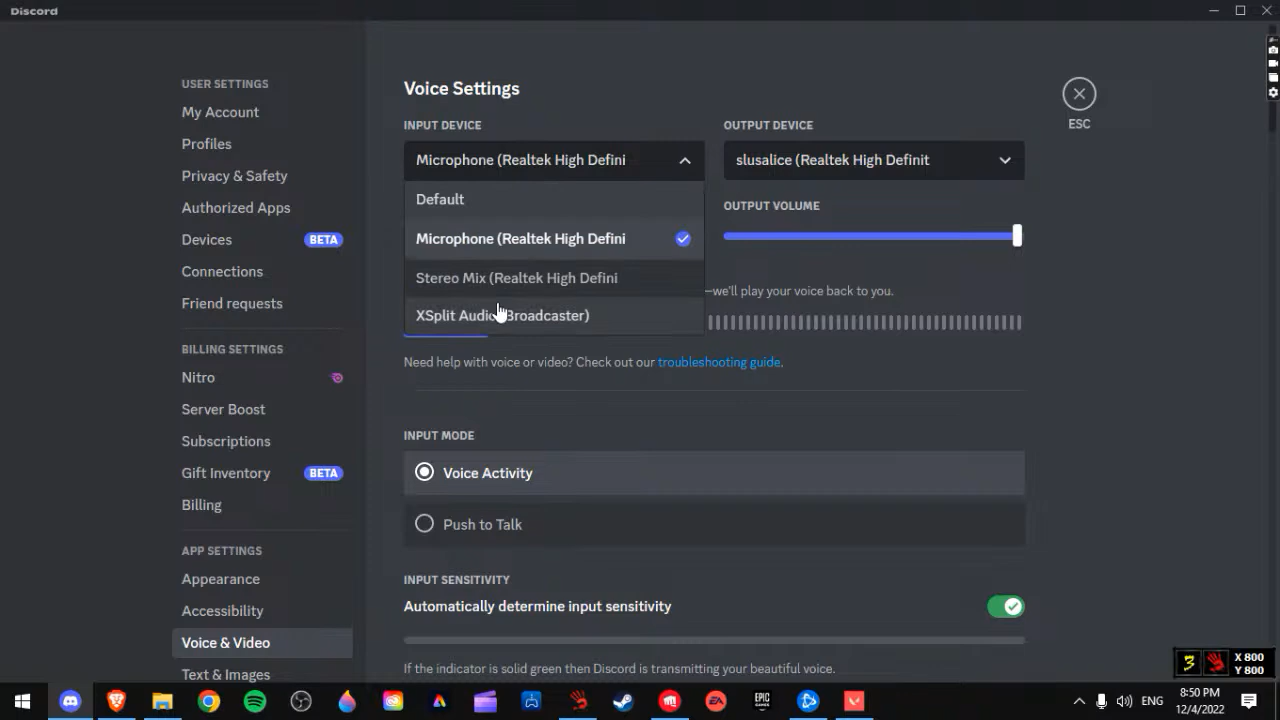 Discord
USER SETTINGS
My Account
Profiles
Privacy & Safety
Authorized Apps
Devices BETA
Connections
Friend requests
BILLING SETTINGS
Nitro
Server Boost
Subscriptions
Gift Inventory BETA
Billing
APP SETTINGS
Appearance
Accessibility
Voice & Video
Text & Images
Voice Settings
INPUT DEVICE
Microphone (Realtek High Defini
Default
Microphone (Realtek High Defini
Stereo Mix (Realtek High Defini
XSplit Audio Broadcaster)
OUTPUT DEVICE
slusalice (Realtek High Definit
OUTPUT VOLUME
—we'll play your voice back to you.
Need help with voice or video? Check out our troubleshooting guide.
INPUT MODE
Voice Activity
Push to Talk
INPUT SENSITIVITY
Automatically determine input sensitivity
If the indicator is solid green then Discord is transmitting your beautiful voice.
ESC
3
X 800
Y 800
EA
EPIC
GAMES
ENG
8:50 PM
12/4/2022